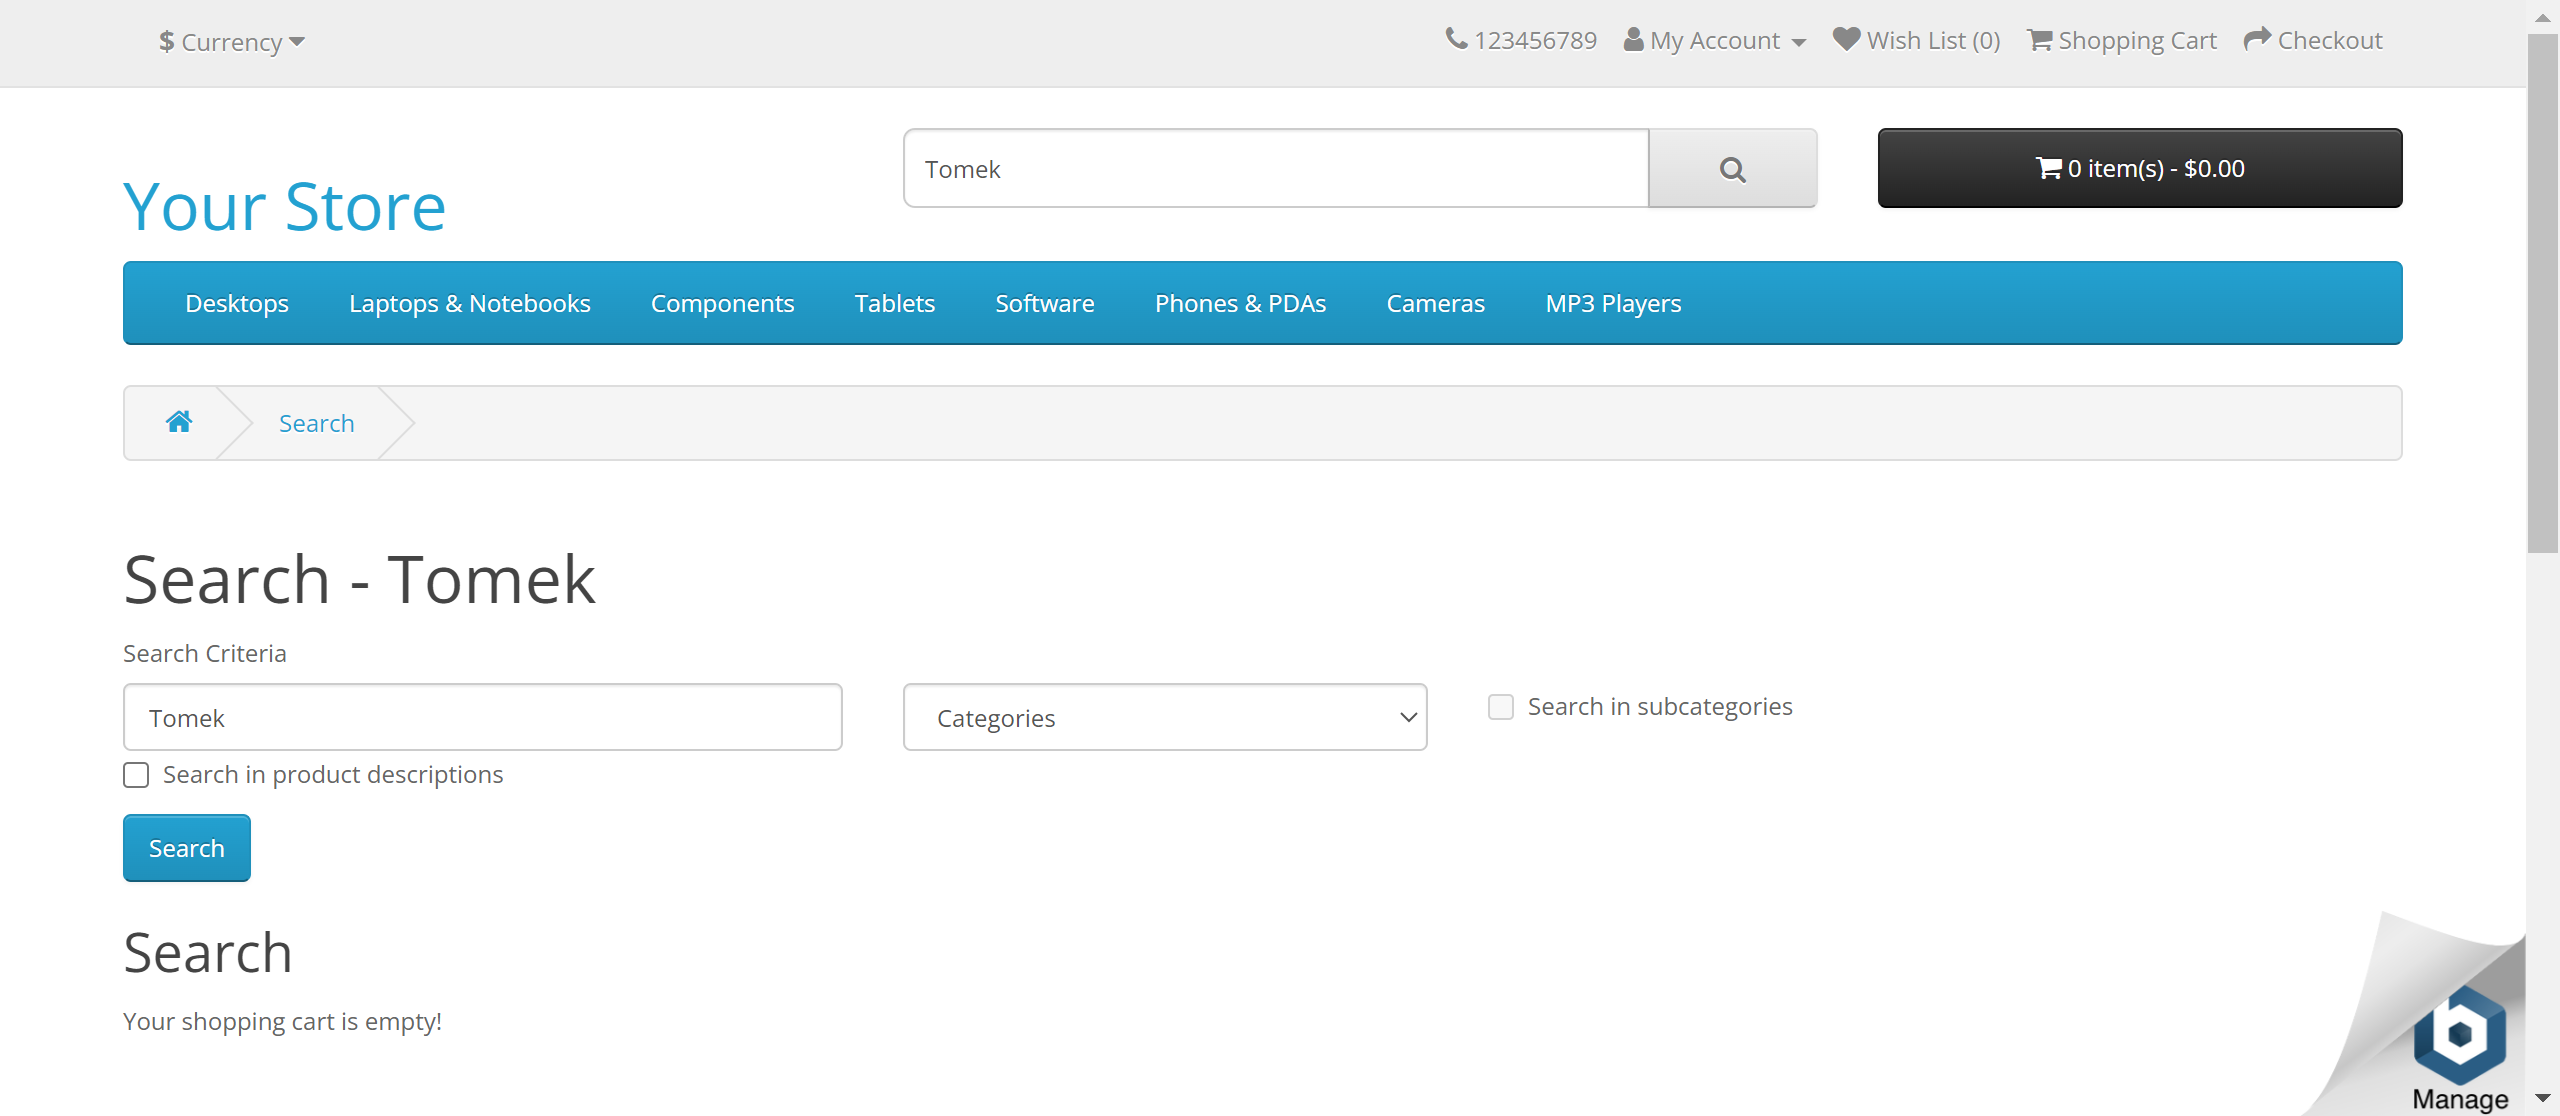 $ Currency
123456789 My Account Wish List (0) Shopping Cart Checkout
Your Store
Tomek
0 item(s) - $0.00
Desktops Laptops & Notebooks Components Tablets Software Phones & PDAs Cameras MP3 Players
Search
Search - Tomek
Search Criteria
Tomek
Categories
Search in subcategories
Search in product descriptions
Search
Search
Your shopping cart is empty!
b
Manage